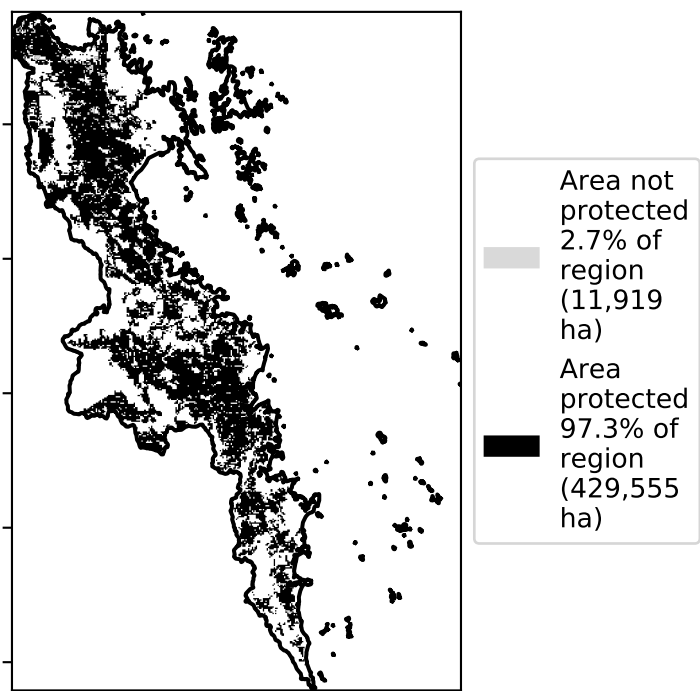 Area not
protected
2.7% of
region
(11,919
ha)
Area
protected
97.3% of
region
(429,555
ha)